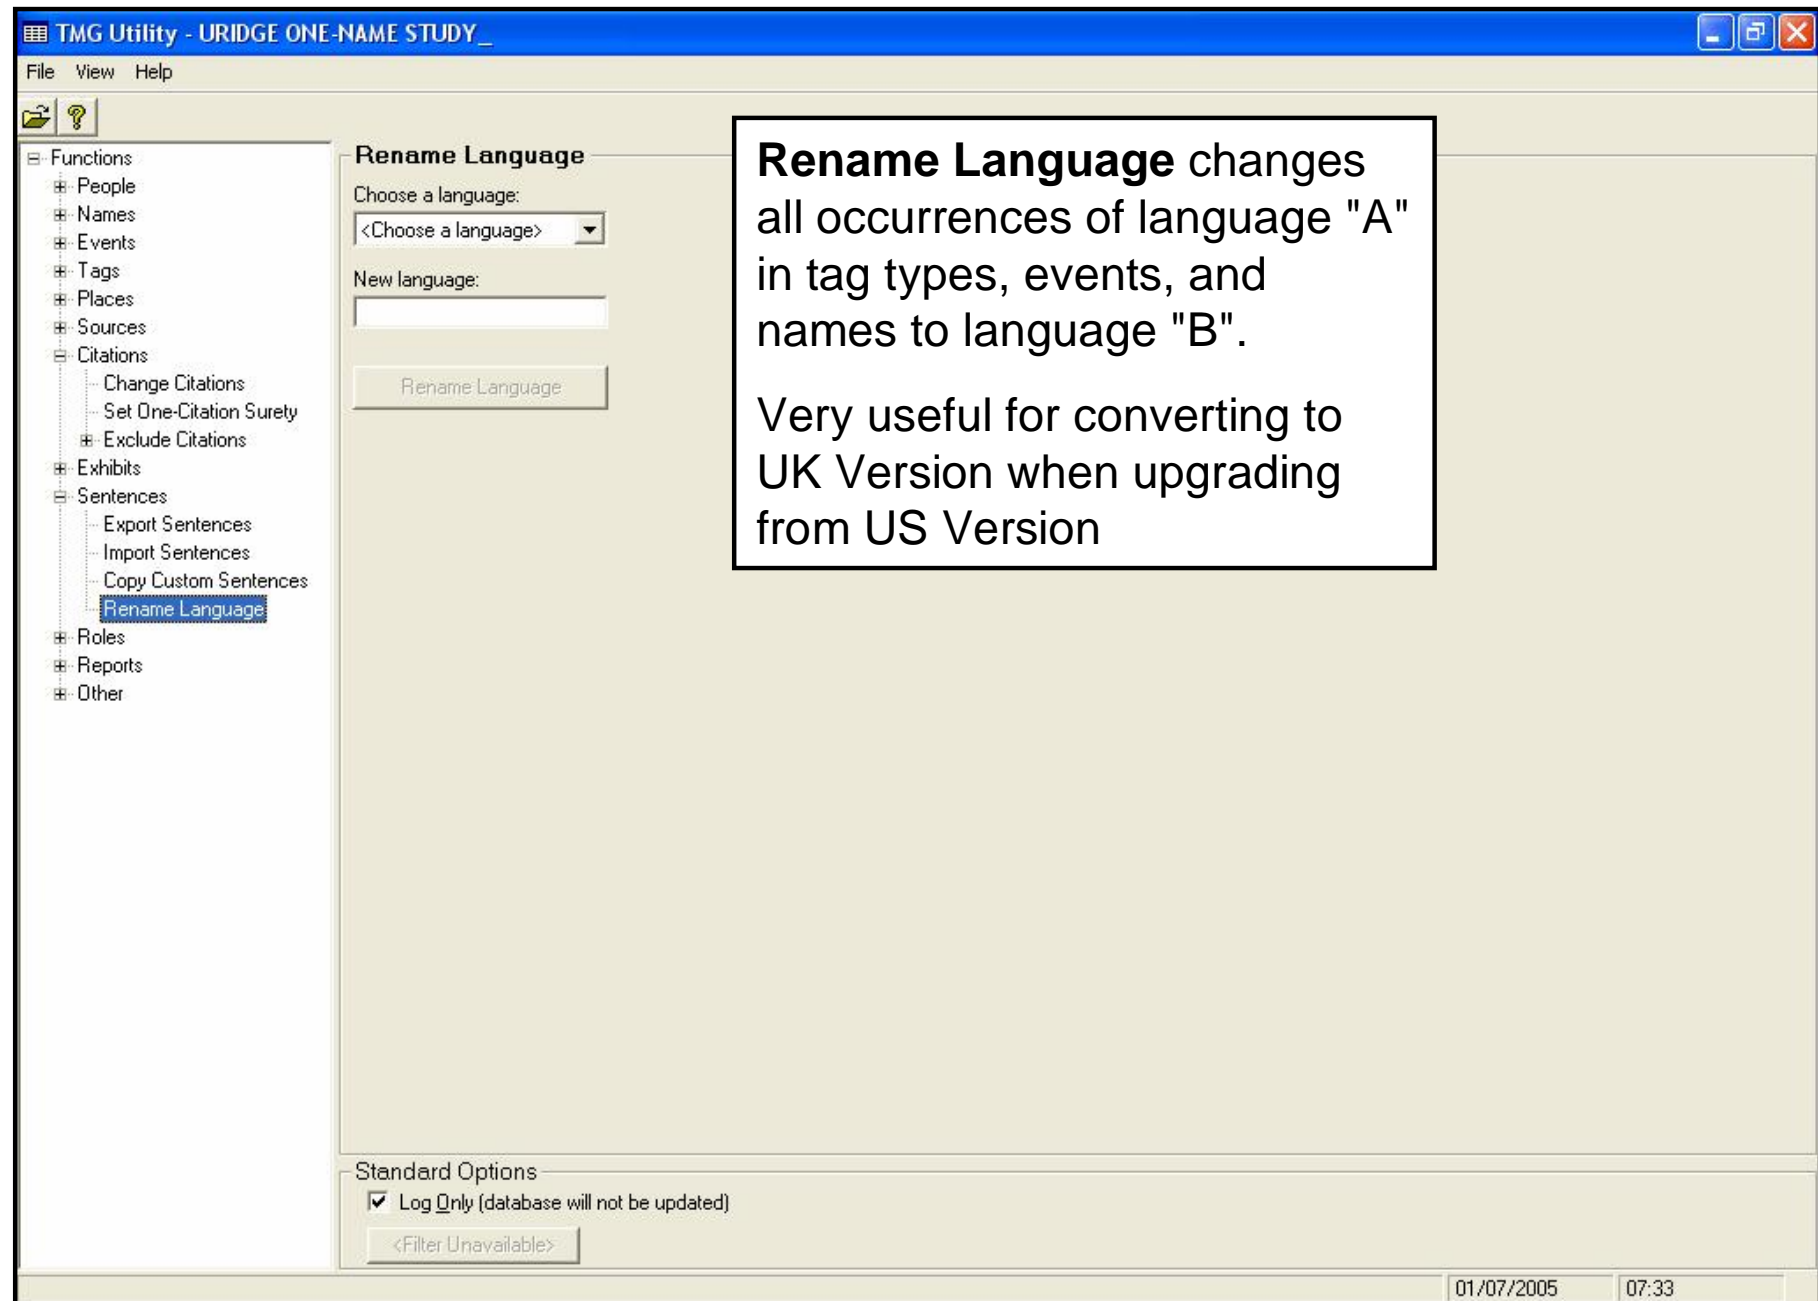 TMG Utility - URIDGE ONE-NAME STUDY_
File View Help
Functions
People
Names
Events
Tags
Places
Sources
Citations
Change Citations
Set One-Citation Surety
Exclude Citations
Exhibits
Sentences
Export Sentences
Import Sentences
Copy Custom Sentences
Rename Language
Roles
Reports
Other
Rename Language
Choose a language:
<Choose a language>
New language:
Rename Language
Rename Language changes
all occurrences of language "A"
in tag types, events, and
names to language "B".
Very useful for converting to
UK Version when upgrading
from US Version
Standard Options
Log Only (database will not be updated)
<Filter Unavailable>
01/07/2005 07:33